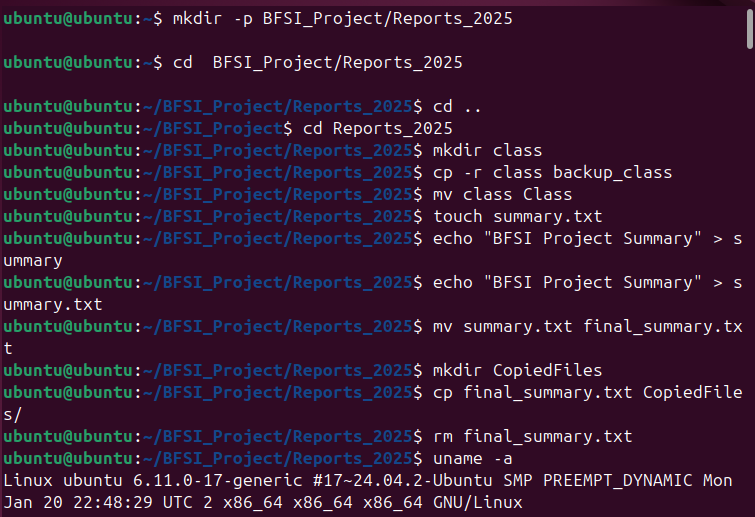 ubuntu@ubuntu:~$ mkdir -p BFSI_Project/Reports_2025
ubuntu@ubuntu:~$ cd  BFSI_Project/Reports_2025
ubuntu@ubuntu:~/BFSI_Project/Reports_2025$ cd ..
ubuntu@ubuntu:~/BFSI_Project$ cd Reports_2025
ubuntu@ubuntu:~/BFSI_Project/Reports_2025$ mkdir class
ubuntu@ubuntu:~/BFSI_Project/Reports_2025$ cp -r class backup_class
ubuntu@ubuntu:~/BFSI_Project/Reports_2025$ mv class Class
ubuntu@ubuntu:~/BFSI_Project/Reports_2025$ touch summary.txt
ubuntu@ubuntu:~/BFSI_Project/Reports_2025$ echo "BFSI Project Summary" > s
ummary
ubuntu@ubuntu:~/BFSI_Project/Reports_2025$ echo "BFSI Project Summary" > s
ummary.txt
ubuntu@ubuntu:~/BFSI_Project/Reports_2025$ mv summary.txt final_summary.tx
t
ubuntu@ubuntu:~/BFSI_Project/Reports_2025$ mkdir CopiedFiles
ubuntu@ubuntu:~/BFSI_Project/Reports_2025$ cp final_summary.txt CopiedFile
s/
ubuntu@ubuntu:~/BFSI_Project/Reports_2025$ rm final_summary.txt
ubuntu@ubuntu:~/BFSI_Project/Reports_2025$ uname -a
Linux ubuntu 6.11.0-17-generic #17~24.04.2-Ubuntu SMP PREEMPT_DYNAMIC Mon
Jan 20 22:48:29 UTC 2 x86_64 x86_64 x86_64 GNU/Linux